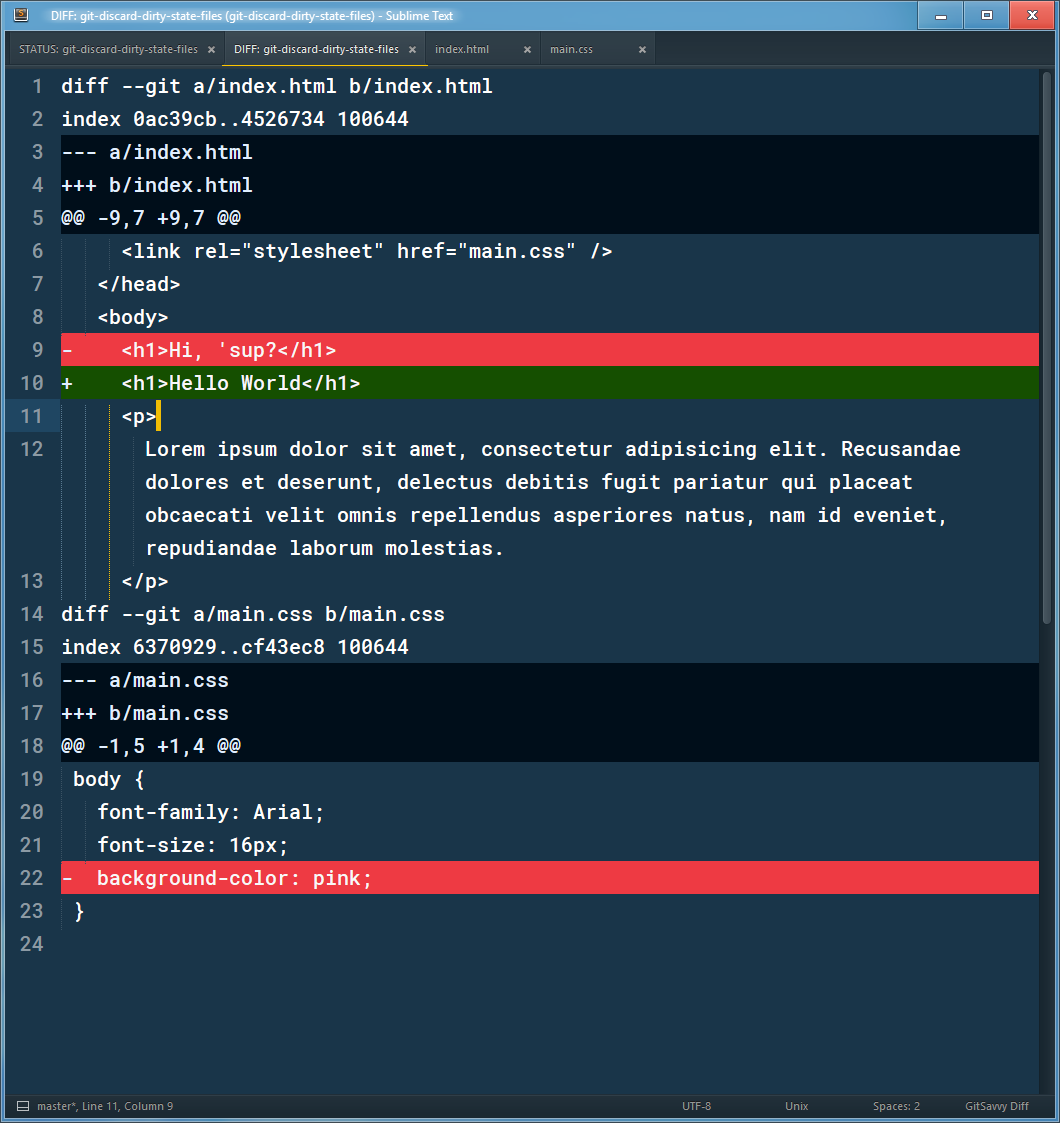 DIFF: git-discard-dirty-state-files (git-discard-dirty-state-files) - Sublime Text
STATUS: git-discard-dirty-state-files × DIFF: git-discard-dirty-state-files × index.html × main.css ×
1 diff --git a/index.html b/index.html
2 index 0ac39cb..4526734 100644
3 --- a/index.html
4 +++ b/index.html
5 @@ -9,7 +9,7 @@
6      <link rel="stylesheet" href="main.css" />
7    </head>
8    <body>
9 -    <h1>Hi, 'sup?</h1>
10 +    <h1>Hello World</h1>
11      <p>
12        Lorem ipsum dolor sit amet, consectetur adipisicing elit. Recusandae
dolores et deserunt, delectus debitis fugit pariatur qui placeat
obcaecati velit omnis repellendus asperiores natus, nam id eveniet,
repudiandae laborum molestias.
13      </p>
14 diff --git a/main.css b/main.css
15 index 6370929..cf43ec8 100644
16 --- a/main.css
17 +++ b/main.css
18 @@ -1,5 +1,4 @@
19  body {
20    font-family: Arial;
21    font-size: 16px;
22 -  background-color: pink;
23  }
24
master*, Line 11, Column 9 UTF-8 Unix Spaces: 2 GitSavvy Diff